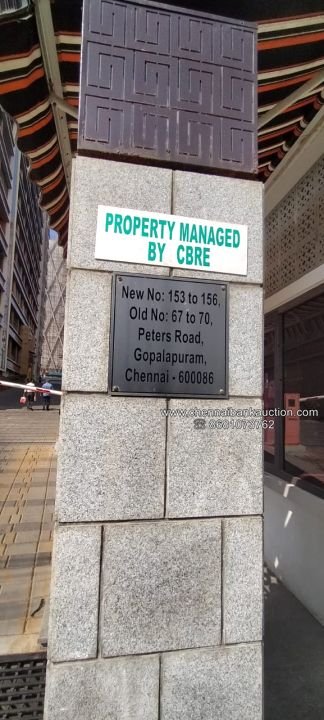 PROPERTY MANAGED
BY CBRE
New No: 153 to 156,
Old No: 67 to 70,
Peters Road,
Gopalapuram,
Chennai - 600086
www.chennaibankauction.com
☎ 8601073762